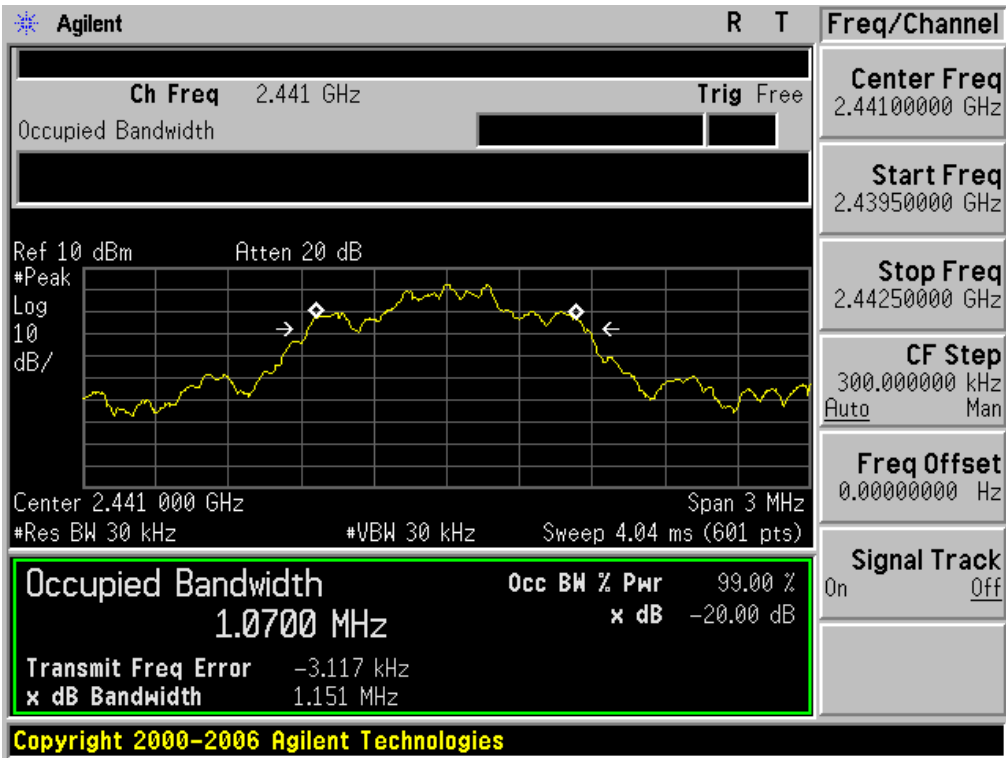 Agilent R T
Freq/Channel
Ch Freq 2.441 GHz Trig Free
Occupied Bandwidth
Center Freq
2.44100000 GHz
Start Freq
2.43950000 GHz
Stop Freq
2.44250000 GHz
CF Step
300.000000 kHz
Auto Man
Freq Offset
0.00000000 Hz
Signal Track
On Off
Ref 10 dBm Atten 20 dB
#Peak
Log
10
dB/
Center 2.441 000 GHz Span 3 MHz
#Res BW 30 kHz #VBW 30 kHz Sweep 4.04 ms (601 pts)
Occupied Bandwidth Occ BW % Pwr 99.00 %
1.0700 MHz x dB -20.00 dB
Transmit Freq Error -3.117 kHz
x dB Bandwidth 1.151 MHz
Copyright 2000-2006 Agilent Technologies